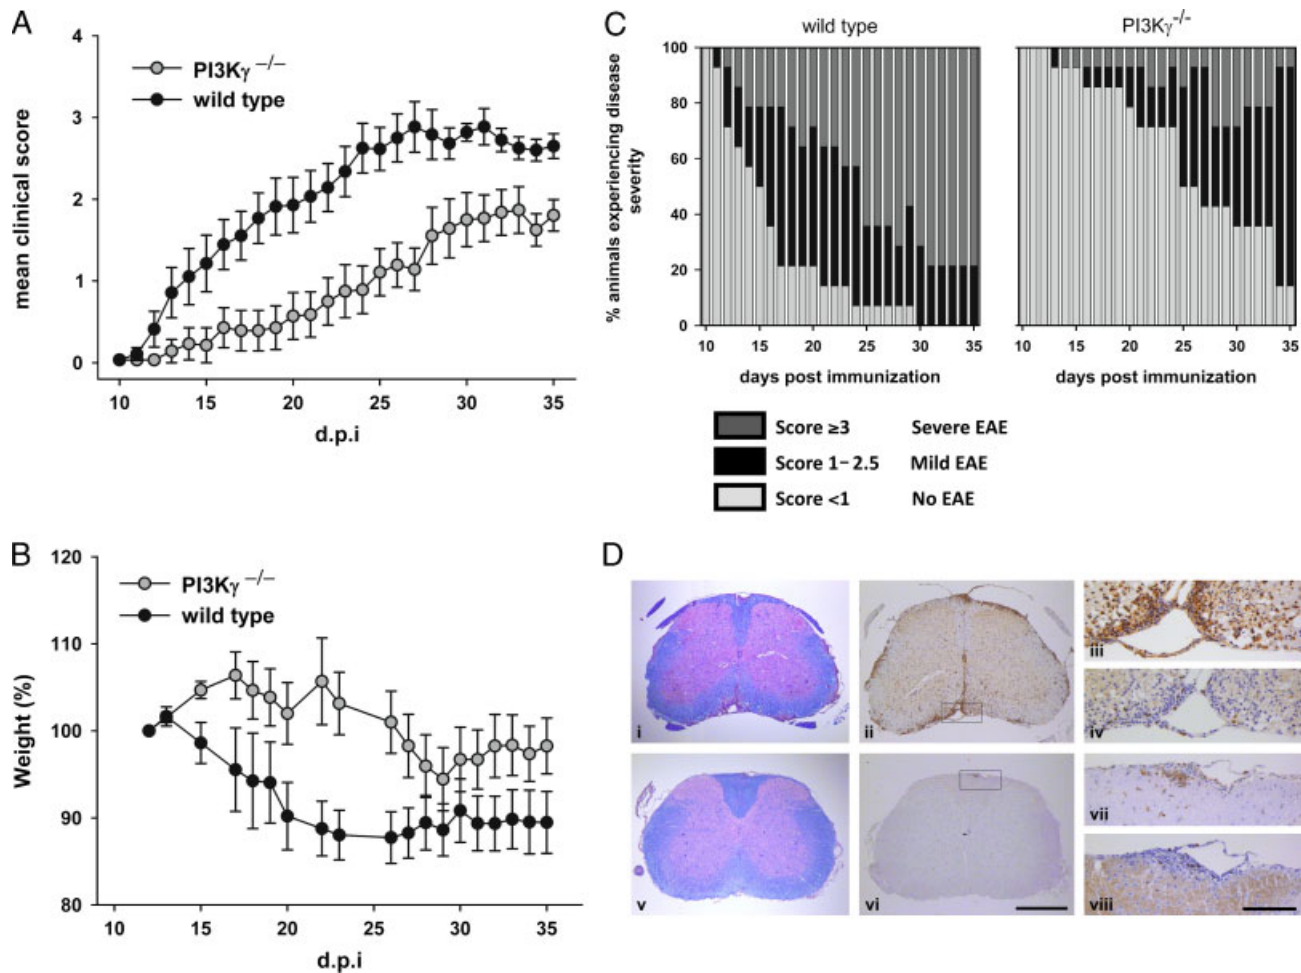 A
PI3Kγ −/−
wild type
mean clinical score
4
3
2
1
0
10 15 20 25 30 35
d.p.i
B
PI3Kγ −/−
wild type
Weight (%)
120
110
100
90
80
10 15 20 25 30 35
d.p.i
C
wild type PI3Kγ−/−
% animals experiencing disease
severity
100
80
60
40
20
0
10 15 20 25 30 35 10 15 20 25 30 35
days post immunization days post immunization
Score ≥3 Severe EAE
Score 1–2.5 Mild EAE
Score <1 No EAE
D
i ii iii
iv
v vi vii
viii